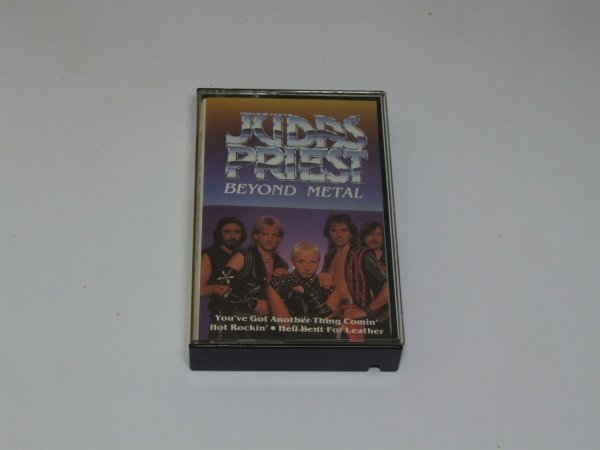 JUDAS
PRIEST
BEYOND METAL
You've Got Another Thing Comin'
Hot Rockin' • Hell Bent For Leather